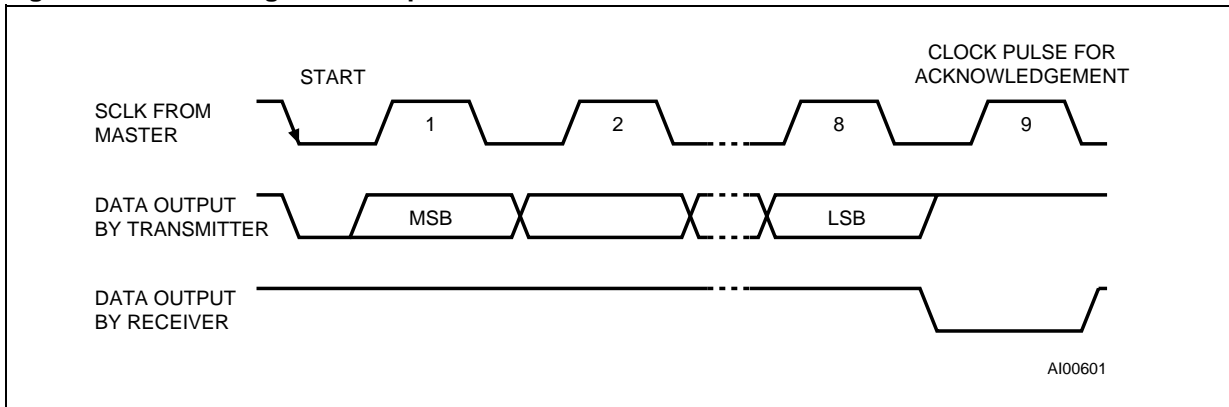 CLOCK PULSE FOR
ACKNOWLEDGEMENT
START
SCLK FROM
MASTER
1
2
8
9
DATA OUTPUT
BY TRANSMITTER
MSB
LSB
DATA OUTPUT
BY RECEIVER
AI00601